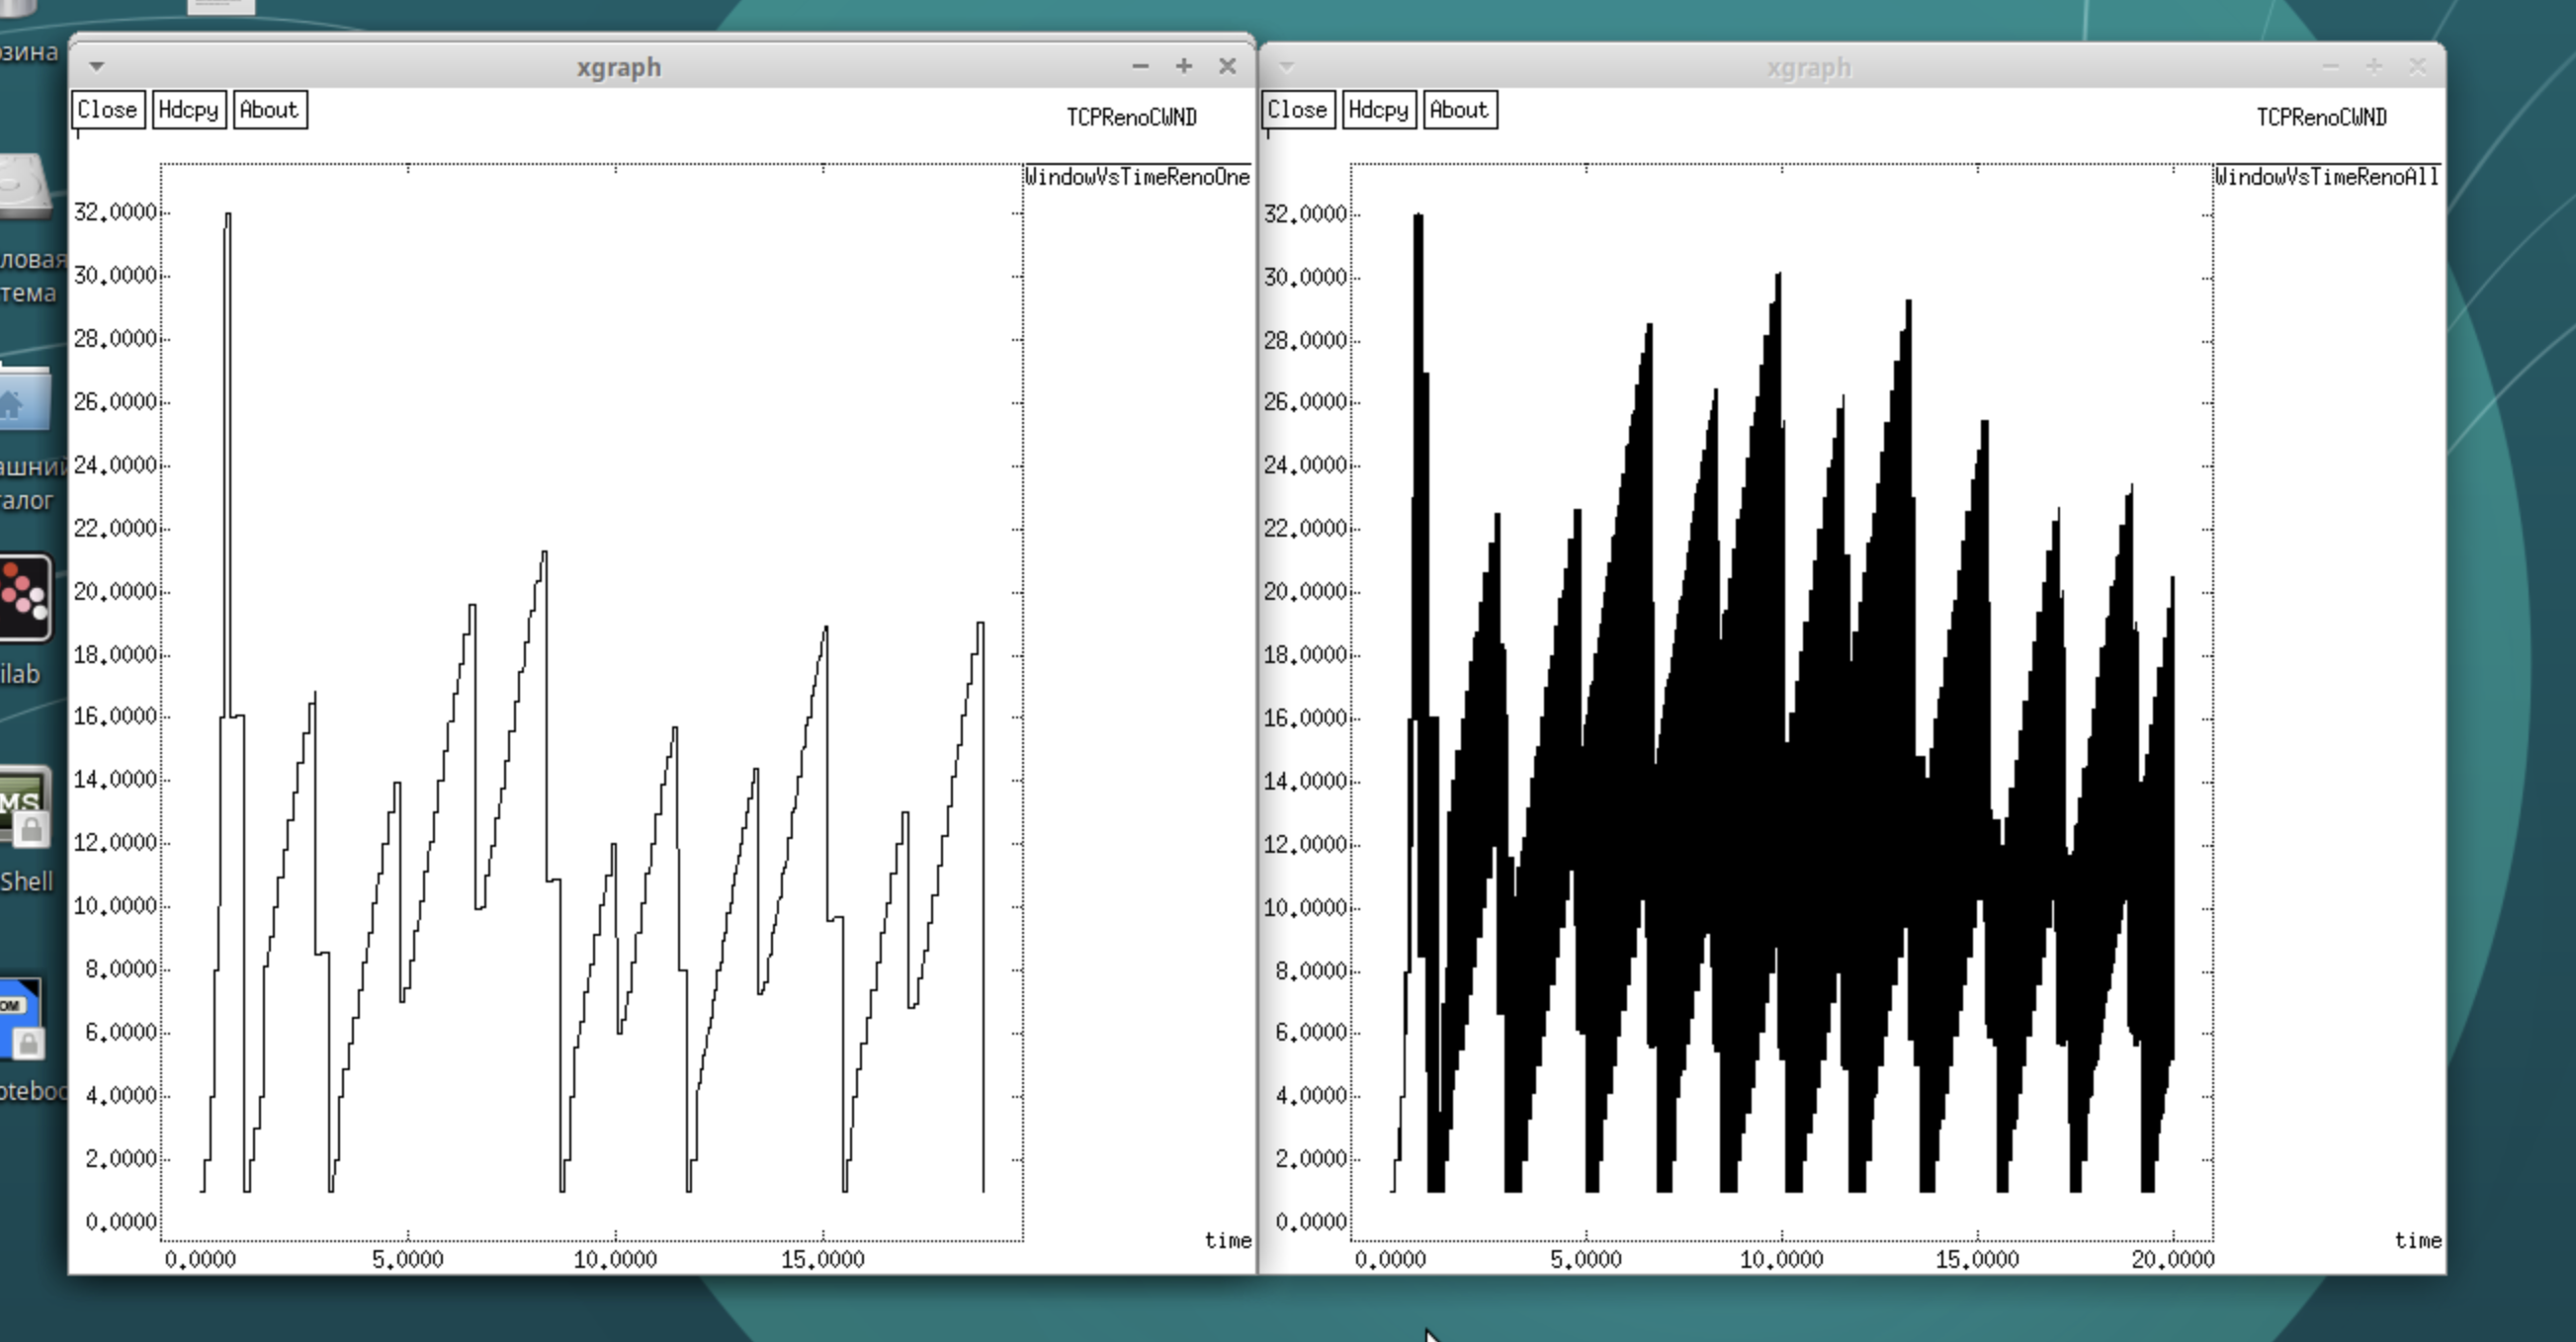 xgraph
Close Hdcpy About
TCPRenoCWND
WindowVsTimeRenoOne
32.0000
30.0000
28.0000
26.0000
24.0000
22.0000
20.0000
18.0000
16.0000
14.0000
12.0000
10.0000
8.0000
6.0000
4.0000
2.0000
0.0000
0.0000 5.0000 10.0000 15.0000
time
xgraph
Close Hdcpy About
TCPRenoCWND
WindowVsTimeRenoAll
32.0000
30.0000
28.0000
26.0000
24.0000
22.0000
20.0000
18.0000
16.0000
14.0000
12.0000
10.0000
8.0000
6.0000
4.0000
2.0000
0.0000
0.0000 5.0000 10.0000 15.0000 20.0000
time
зина
ловая
тема
ашний
алог
ilab
MS
Shell
OM
oteboo